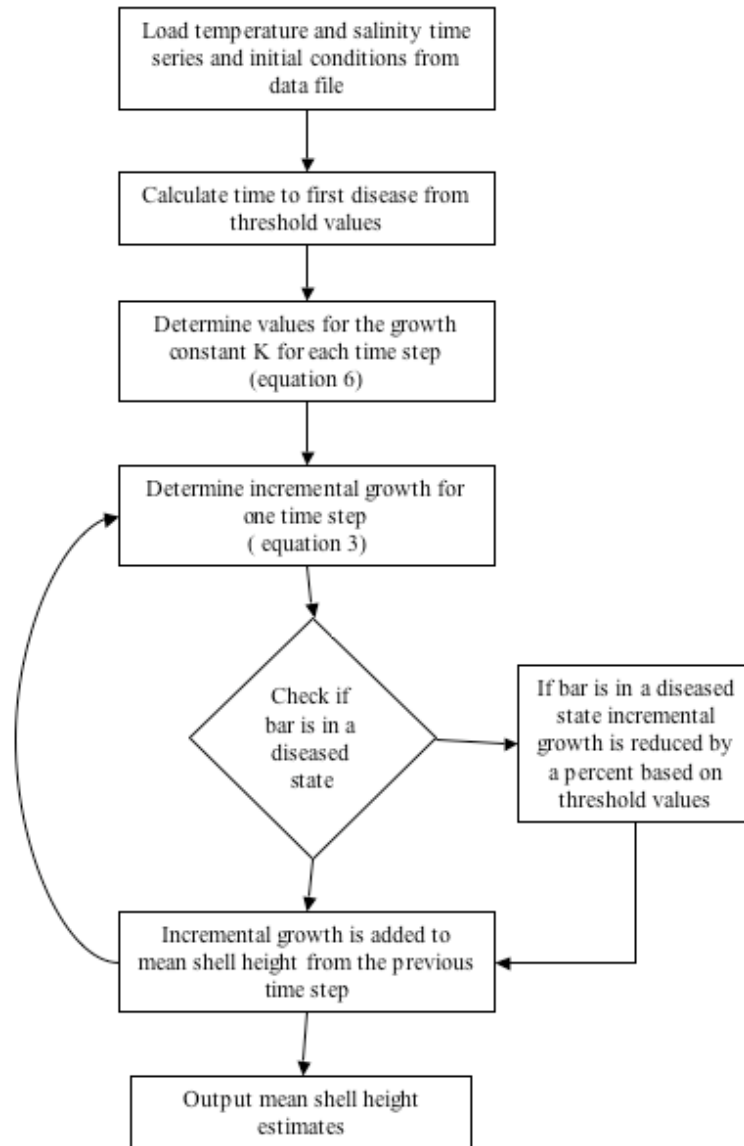 Load temperature and salinity time
series and initial conditions from
data file
Calculate time to first disease from
threshold values
Determine values for the growth
constant K for each time step
(equation 6)
Determine incremental growth for
one time step
( equation 3)
Check if
bar is in a
diseased
state
If bar is in a diseased
state incremental
growth is reduced by
a percent based on
threshold values
Incremental growth is added to
mean shell height from the previous
time step
Output mean shell height
estimates